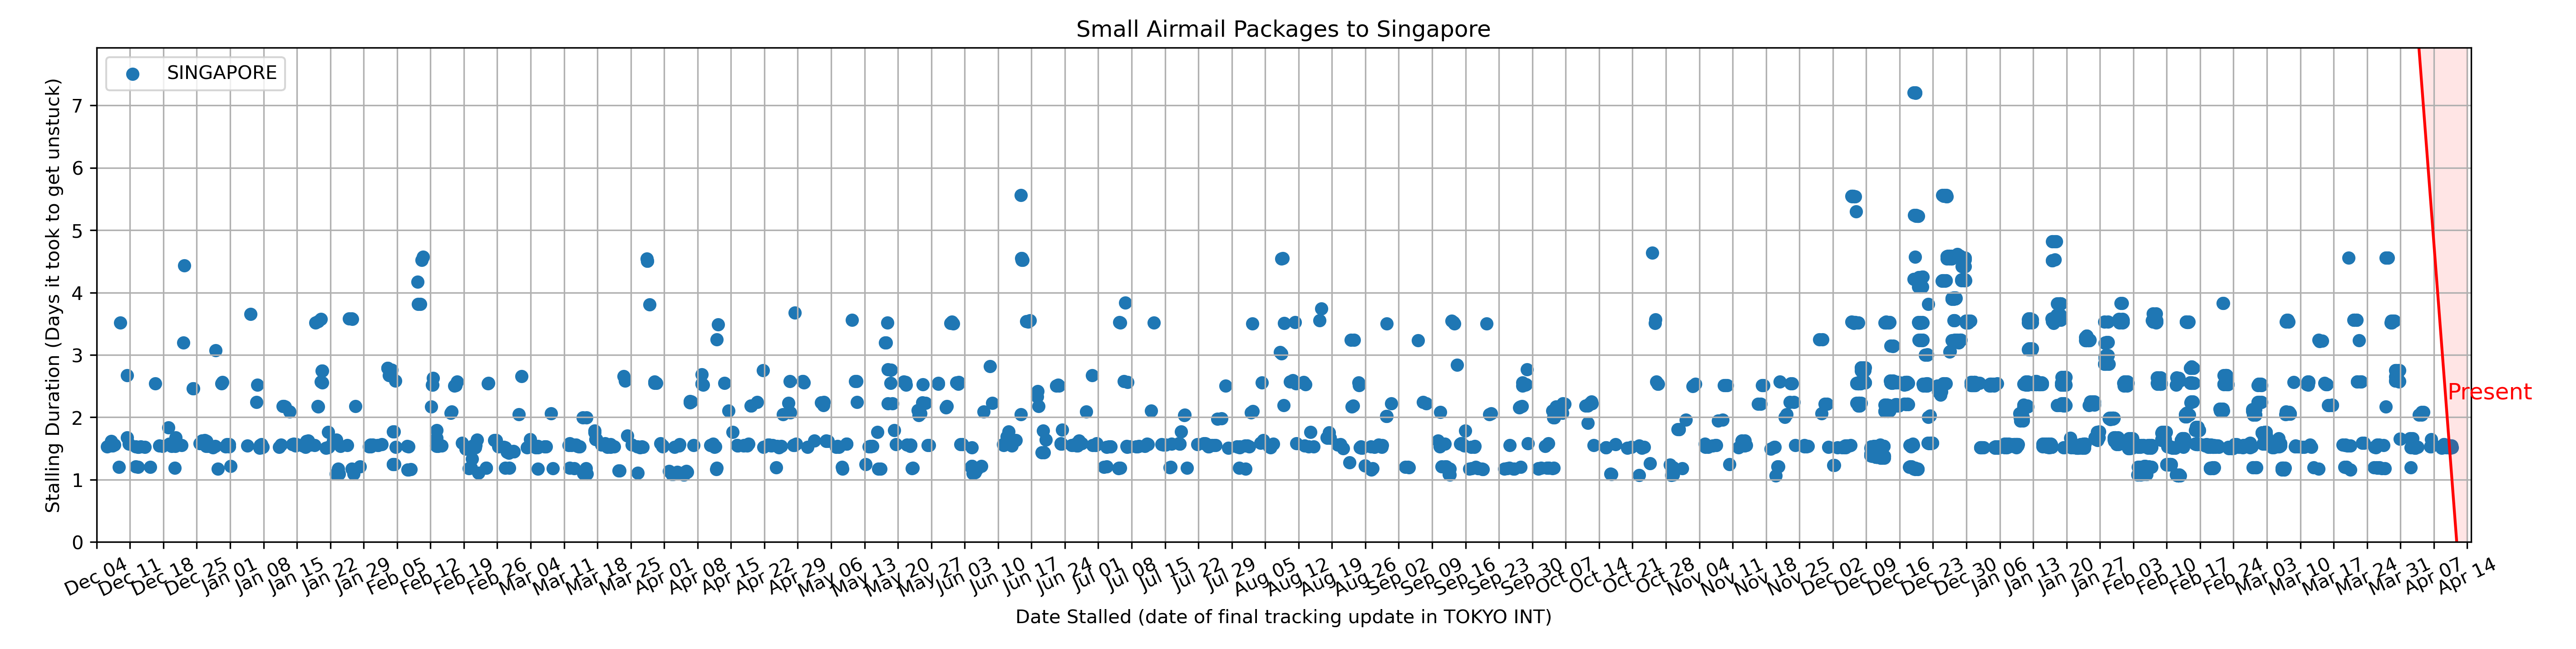 Small Airmail Packages to Singapore
SINGAPORE
Stalling Duration (Days it took to get unstuck)
7
6
5
4
3
2
1
0
Present
Dec 04
Dec 11
Dec 18
Dec 25
Jan 01
Jan 08
Jan 15
Jan 22
Jan 29
Feb 05
Feb 12
Feb 19
Feb 26
Mar 04
Mar 11
Mar 18
Mar 25
Apr 01
Apr 08
Apr 15
Apr 22
Apr 29
May 06
May 13
May 20
May 27
Jun 03
Jun 10
Jun 17
Jun 24
Jul 01
Jul 08
Jul 15
Jul 22
Jul 29
Aug 05
Aug 12
Aug 19
Aug 26
Sep 02
Sep 09
Sep 16
Sep 23
Sep 30
Oct 07
Oct 14
Oct 21
Oct 28
Nov 04
Nov 11
Nov 18
Nov 25
Dec 02
Dec 09
Dec 16
Dec 23
Dec 30
Jan 06
Jan 13
Jan 20
Jan 27
Feb 03
Feb 10
Feb 17
Feb 24
Mar 03
Mar 10
Mar 17
Mar 24
Mar 31
Apr 07
Apr 14
Date Stalled (date of final tracking update in TOKYO INT)